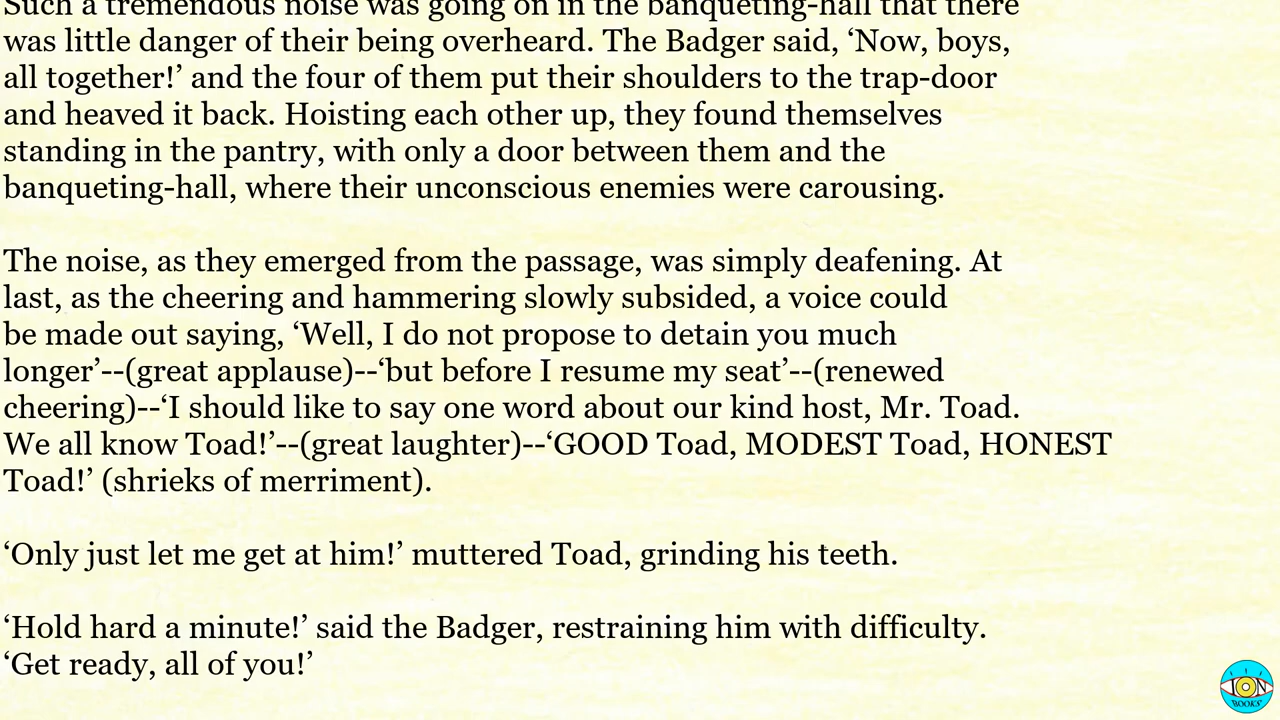 Such a tremendous noise was going on in the banqueting-hall that there
was little danger of their being overheard. The Badger said, ‘Now, boys,
all together!’ and the four of them put their shoulders to the trap-door
and heaved it back. Hoisting each other up, they found themselves
standing in the pantry, with only a door between them and the
banqueting-hall, where their unconscious enemies were carousing.
The noise, as they emerged from the passage, was simply deafening. At
last, as the cheering and hammering slowly subsided, a voice could
be made out saying, ‘Well, I do not propose to detain you much
longer’--(great applause)--‘but before I resume my seat’--(renewed
cheering)--‘I should like to say one word about our kind host, Mr. Toad.
We all know Toad!’--(great laughter)--‘GOOD Toad, MODEST Toad, HONEST
Toad!’ (shrieks of merriment).
‘Only just let me get at him!’ muttered Toad, grinding his teeth.
‘Hold hard a minute!’ said the Badger, restraining him with difficulty.
‘Get ready, all of you!’
ION
BOOKS